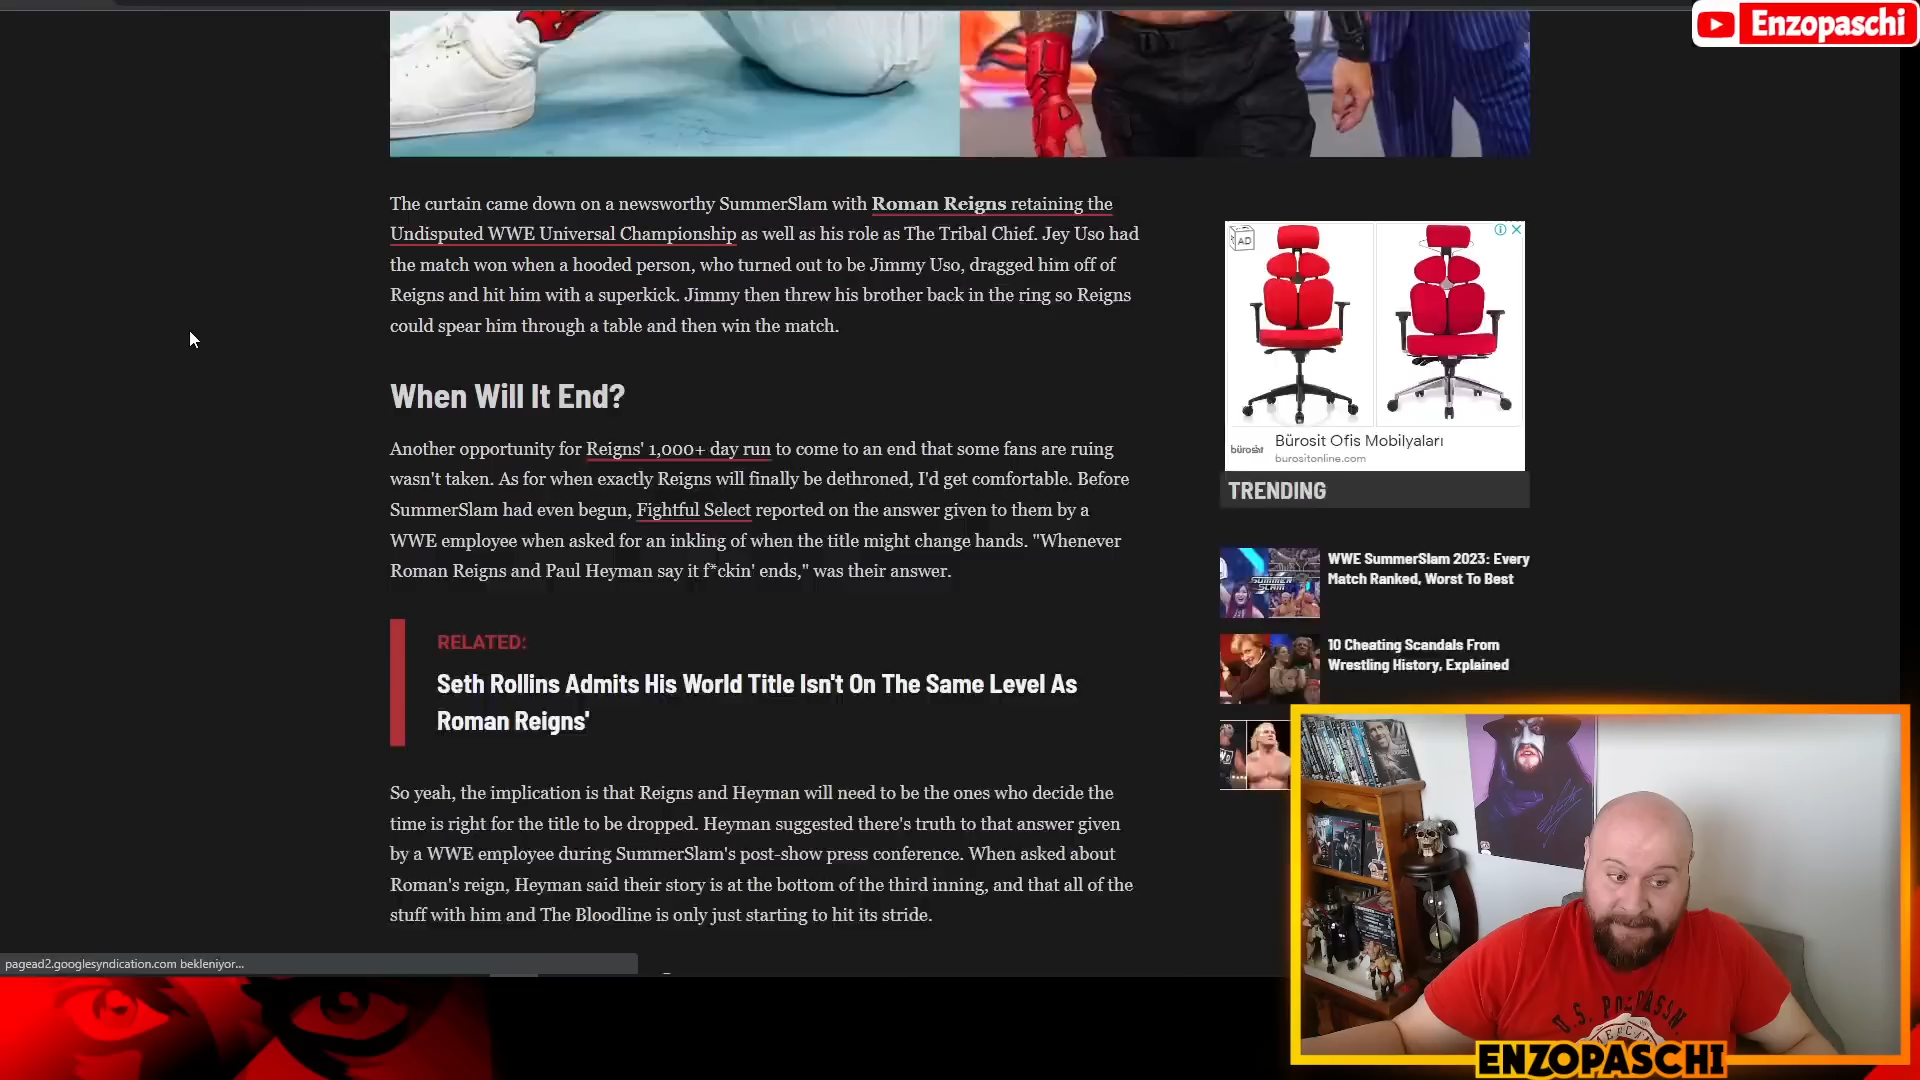 Enzopaschi
The curtain came down on a newsworthy SummerSlam with Roman Reigns retaining the
Undisputed WWE Universal Championship as well as his role as The Tribal Chief. Jey Uso had
the match won when a hooded person, who turned out to be Jimmy Uso, dragged him off of
Reigns and hit him with a superkick. Jimmy then threw his brother back in the ring so Reigns
could spear him through a table and then win the match.
When Will It End?
Another opportunity for Reigns' 1,000+ day run to come to an end that some fans are ruing
wasn't taken. As for when exactly Reigns will finally be dethroned, I'd get comfortable. Before
SummerSlam had even begun, Fightful Select reported on the answer given to them by a
WWE employee when asked for an inkling of when the title might change hands. "Whenever
Roman Reigns and Paul Heyman say it f*ckin' ends," was their answer.
RELATED:
Seth Rollins Admits His World Title Isn't On The Same Level As
Roman Reigns'
So yeah, the implication is that Reigns and Heyman will need to be the ones who decide the
time is right for the title to be dropped. Heyman suggested there's truth to that answer given
by a WWE employee during SummerSlam's post-show press conference. When asked about
Roman's reign, Heyman said their story is at the bottom of the third inning, and that all of the
stuff with him and The Bloodline is only just starting to hit its stride.
AD
bürosit
Bürosit Ofis Mobilyaları
burositonline.com
TRENDING
SUMMER
SLAM
WWE SummerSlam 2023: Every
Match Ranked, Worst To Best
10 Cheating Scandals From
Wrestling History, Explained
pagead2.googlesyndication.com bekleniyor...
ENZOPASCHI